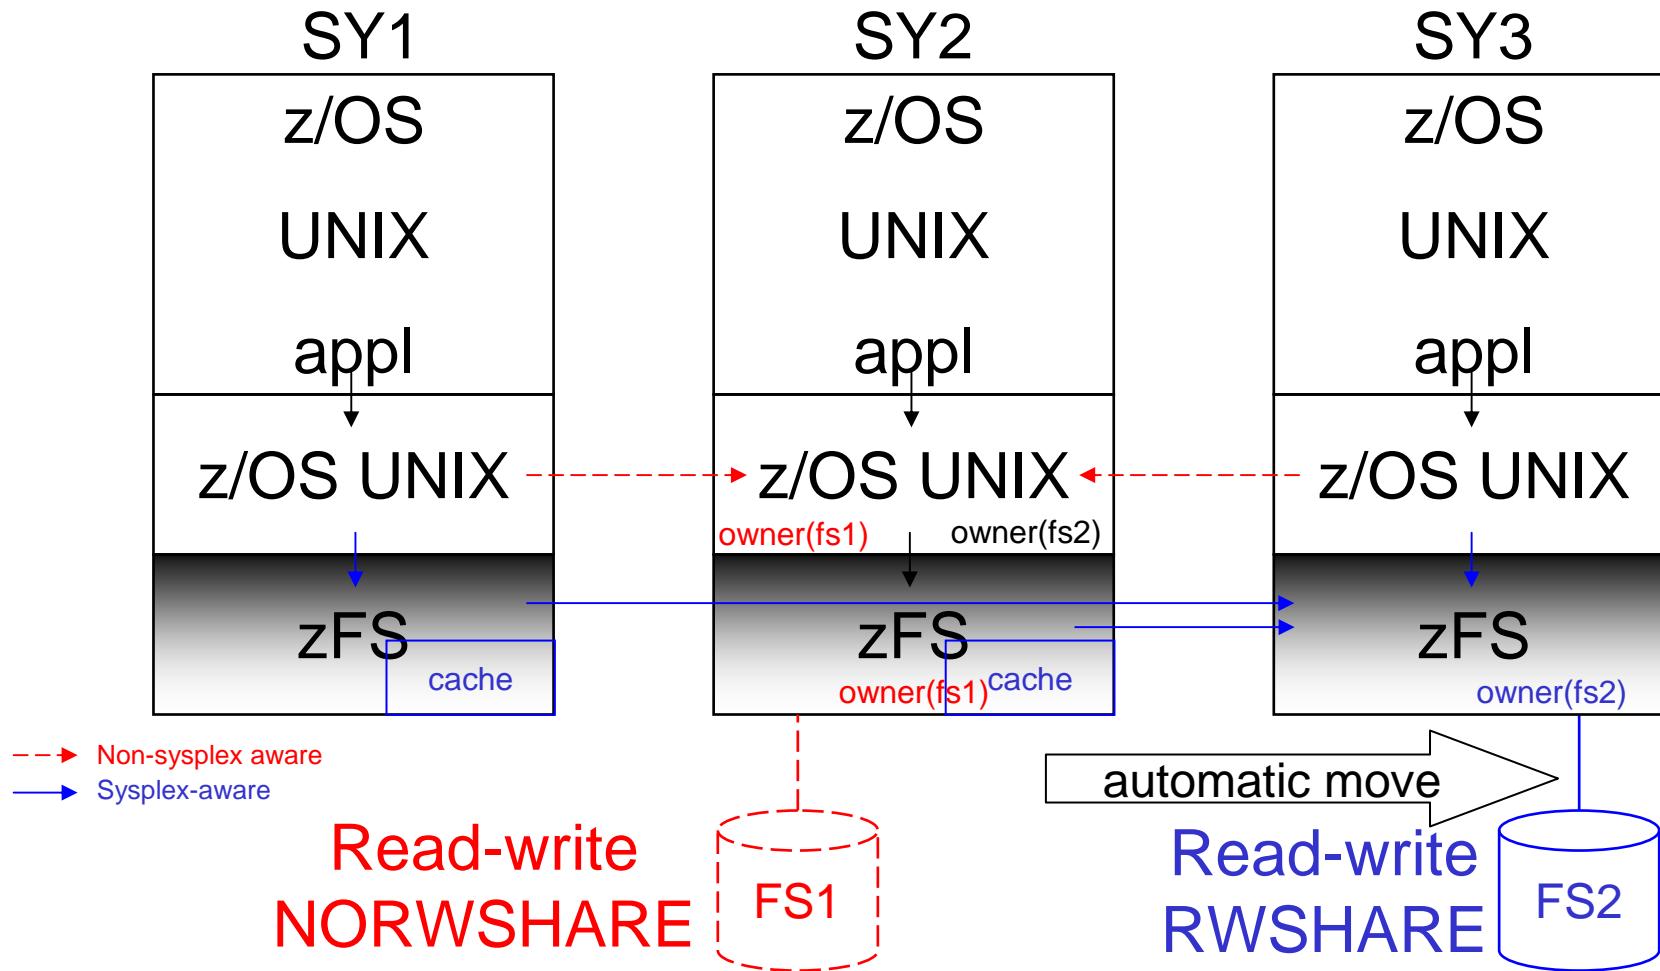 SY1
SY2
SY3
z/OS
z/OS
z/OS
UNIX
UNIX
UNIX
appl
appl
appl
z/OS UNIX
z/OS UNIX
z/OS UNIX
owner(fs1)
owner(fs2)
zFS
zFS
zFS
cache
owner(fs1)
cache
owner(fs2)
Non-sysplex aware
Sysplex-aware
automatic move
Read-write
NORWSHARE
FS1
Read-write
RWSHARE
FS2